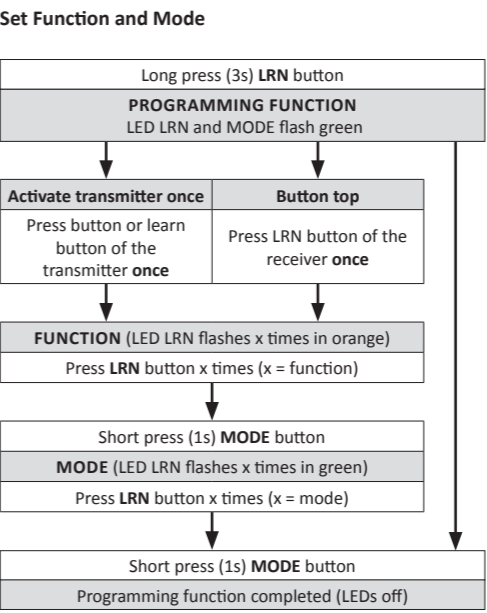 Set Function and Mode
Long press (3s) LRN button
PROGRAMMING FUNCTION
LED LRN and MODE flash green
Activate transmitter once
Button top
Press button or learn
button of the
transmitter once
Press LRN button of the
receiver once
FUNCTION (LED LRN flashes x times in orange)
Press LRN button x times (x = function)
Short press (1s) MODE button
MODE (LED LRN flashes x times in green)
Press LRN button x times (x = mode)
Short press (1s) MODE button
Programming function completed (LEDs off)